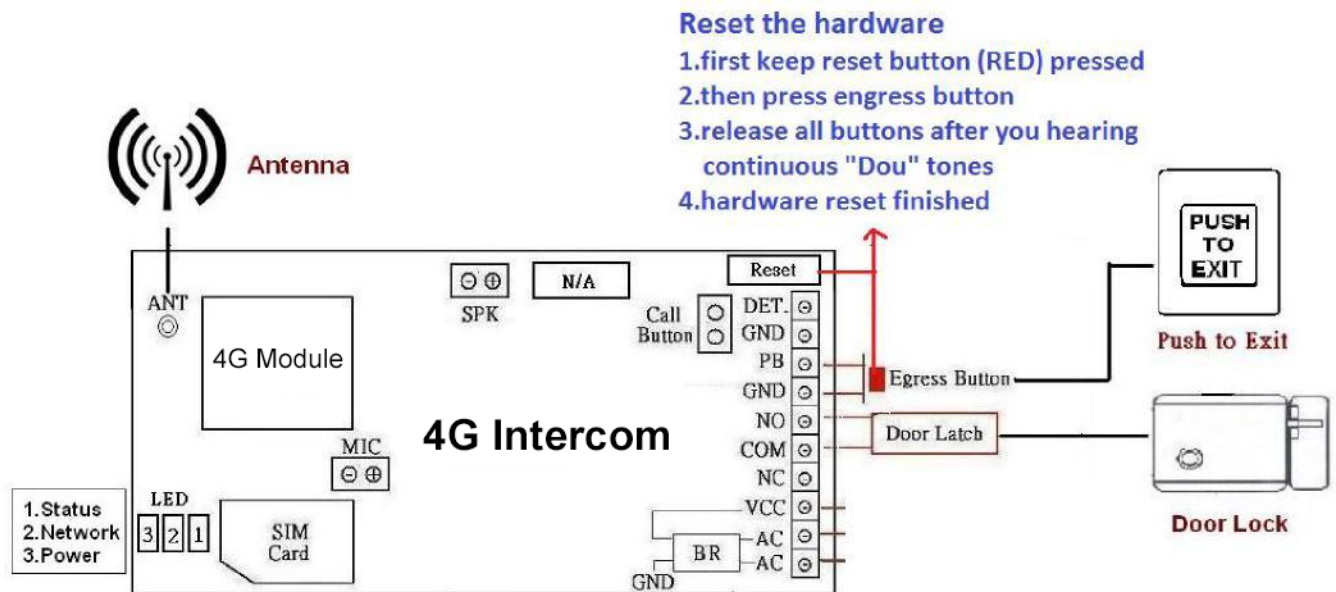 Reset the hardware
1.first keep reset button (RED) pressed
2.then press engress button
3.release all buttons after you hearing
continuous "Dou" tones
4.hardware reset finished
Antenna
PUSH
TO
EXIT
Push to Exit
ANT
4G Module
SPK
N/A
Reset
Call
Button
DET.
GND
PB
GND
NO
COM
NC
VCC
AC
AC
Egress Button
Door Latch
Door Lock
4G Intercom
MIC
LED
3 2 1
1.Status
2.Network
3.Power
SIM
Card
BR
GND